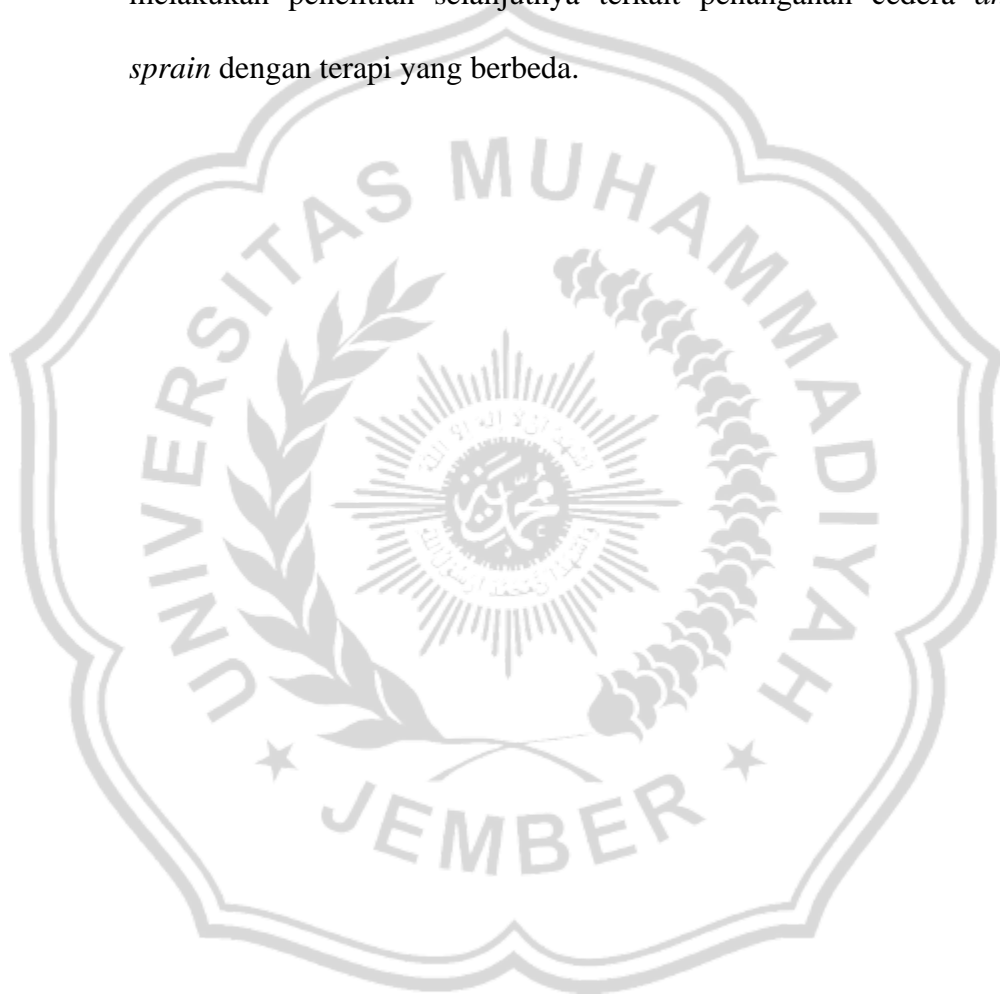 melakukan penelitian selanjutnya terkait penanganan cedera
sprain dengan terapi yang berbeda.
UNIVERSITAS MUHAMMADIYAH
JEMBER